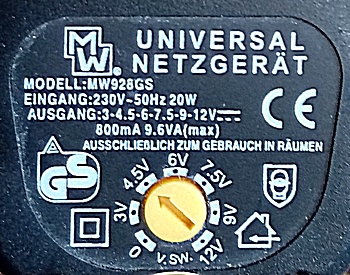 MW
UNIVERSAL
NETZGERÄT
MODELL:MW928GS
EINGANG:230V~50Hz 20W
AUSGANG:3-4.5-6-7.5-9-12V
800mA 9.6VA(max)
CE
AUSSCHLIEßLICH ZUM GEBRAUCH IN RÄUMEN
GS
0
3V
4.5V
6V
7.5V
9V
12V
V.SW.